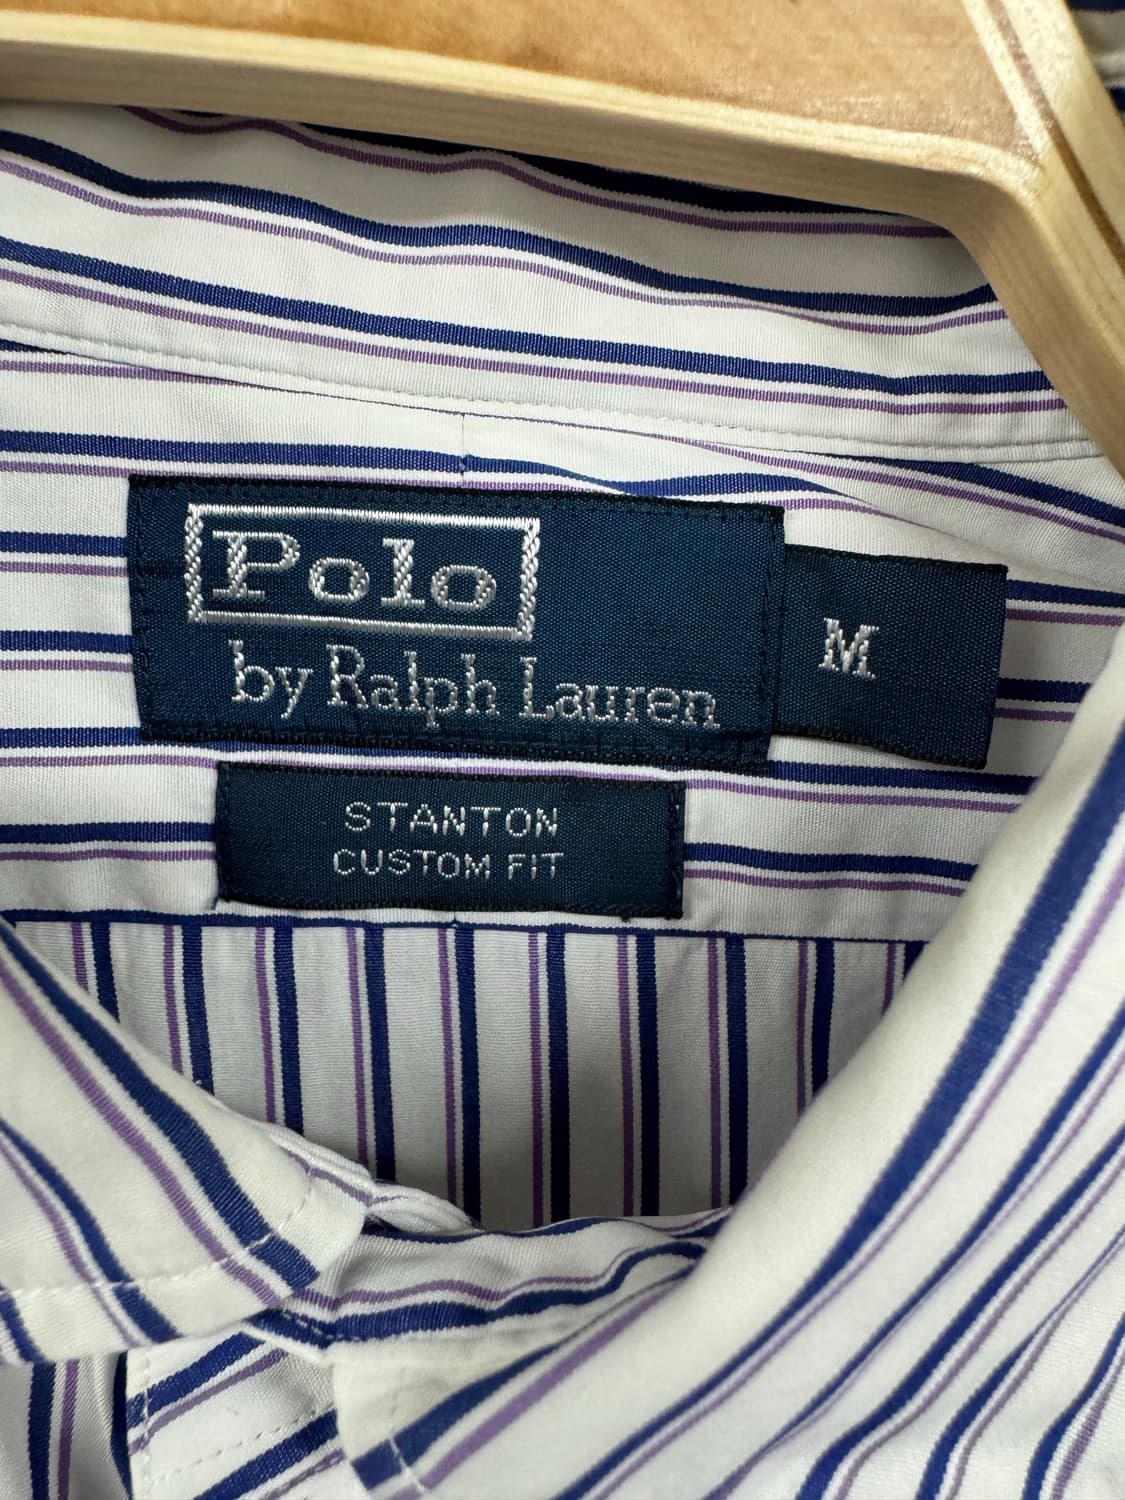 Polo
by Ralph Lauren
M
STANTON
CUSTOM FIT